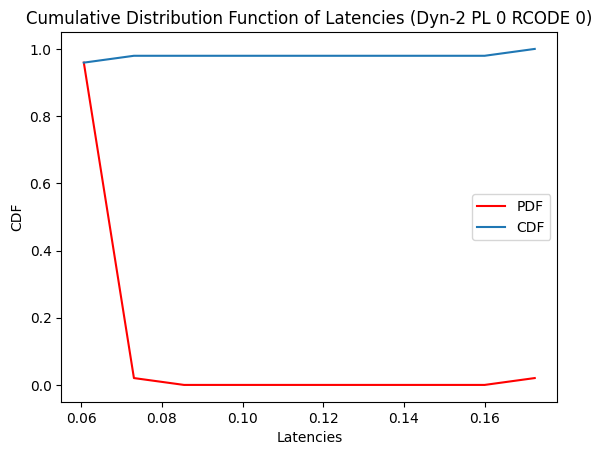 Cumulative Distribution Function of Latencies (Dyn-2 PL 0 RCODE 0)
1.0
0.8
0.6
0.4
0.2
0.0
CDF
PDF
CDF
0.06 0.08 0.10 0.12 0.14 0.16
Latencies